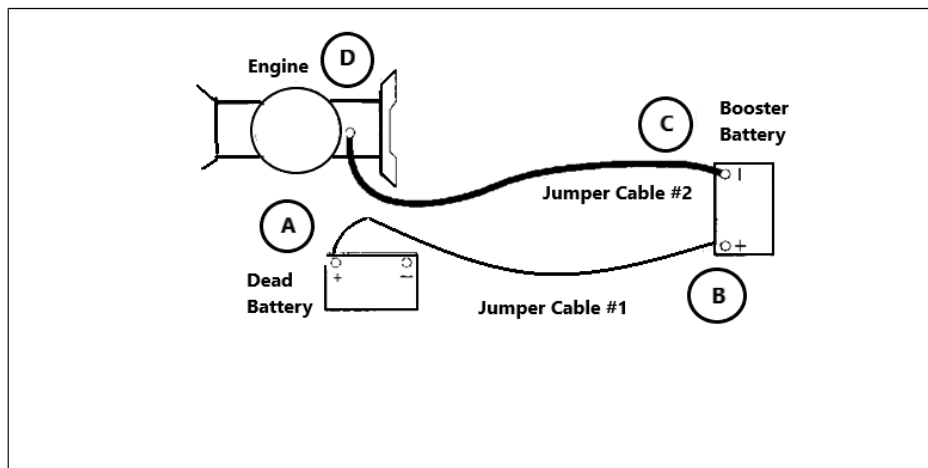 Engine
D
C
Booster
Battery
Jumper Cable #2
A
Dead
Battery
+
−
Jumper Cable #1
−
+
B